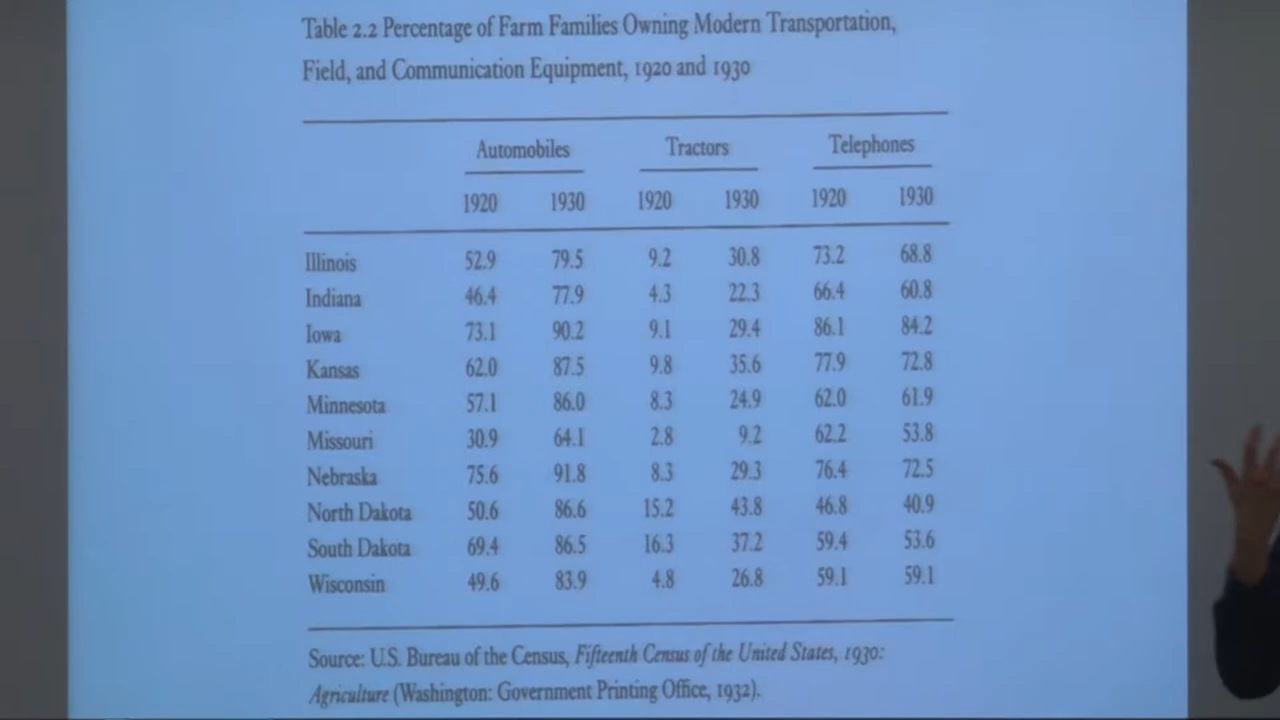 Table 2.2 Percentage of Farm Families Owning Modern Transportation,
Field, and Communication Equipment, 1920 and 1930
Automobiles Tractors Telephones
1920 1930 1920 1930 1920 1930
Illinois 52.9 79.5 9.2 30.8 73.2 68.8
Indiana 46.4 77.9 4.3 22.3 66.4 60.8
Iowa 73.1 90.2 9.1 29.4 86.1 84.2
Kansas 62.0 87.5 9.8 35.6 77.9 72.8
Minnesota 57.1 86.0 8.3 24.9 62.0 61.9
Missouri 30.9 64.1 2.8 9.2 62.2 53.8
Nebraska 75.6 91.8 8.3 29.3 76.4 72.5
North Dakota 50.6 86.6 15.2 43.8 46.8 40.9
South Dakota 69.4 86.5 16.3 37.2 59.4 53.6
Wisconsin 49.6 83.9 4.8 26.8 59.1 59.1
Source: U.S. Bureau of the Census, Fifteenth Census of the United States, 1930:
Agriculture (Washington: Government Printing Office, 1932).